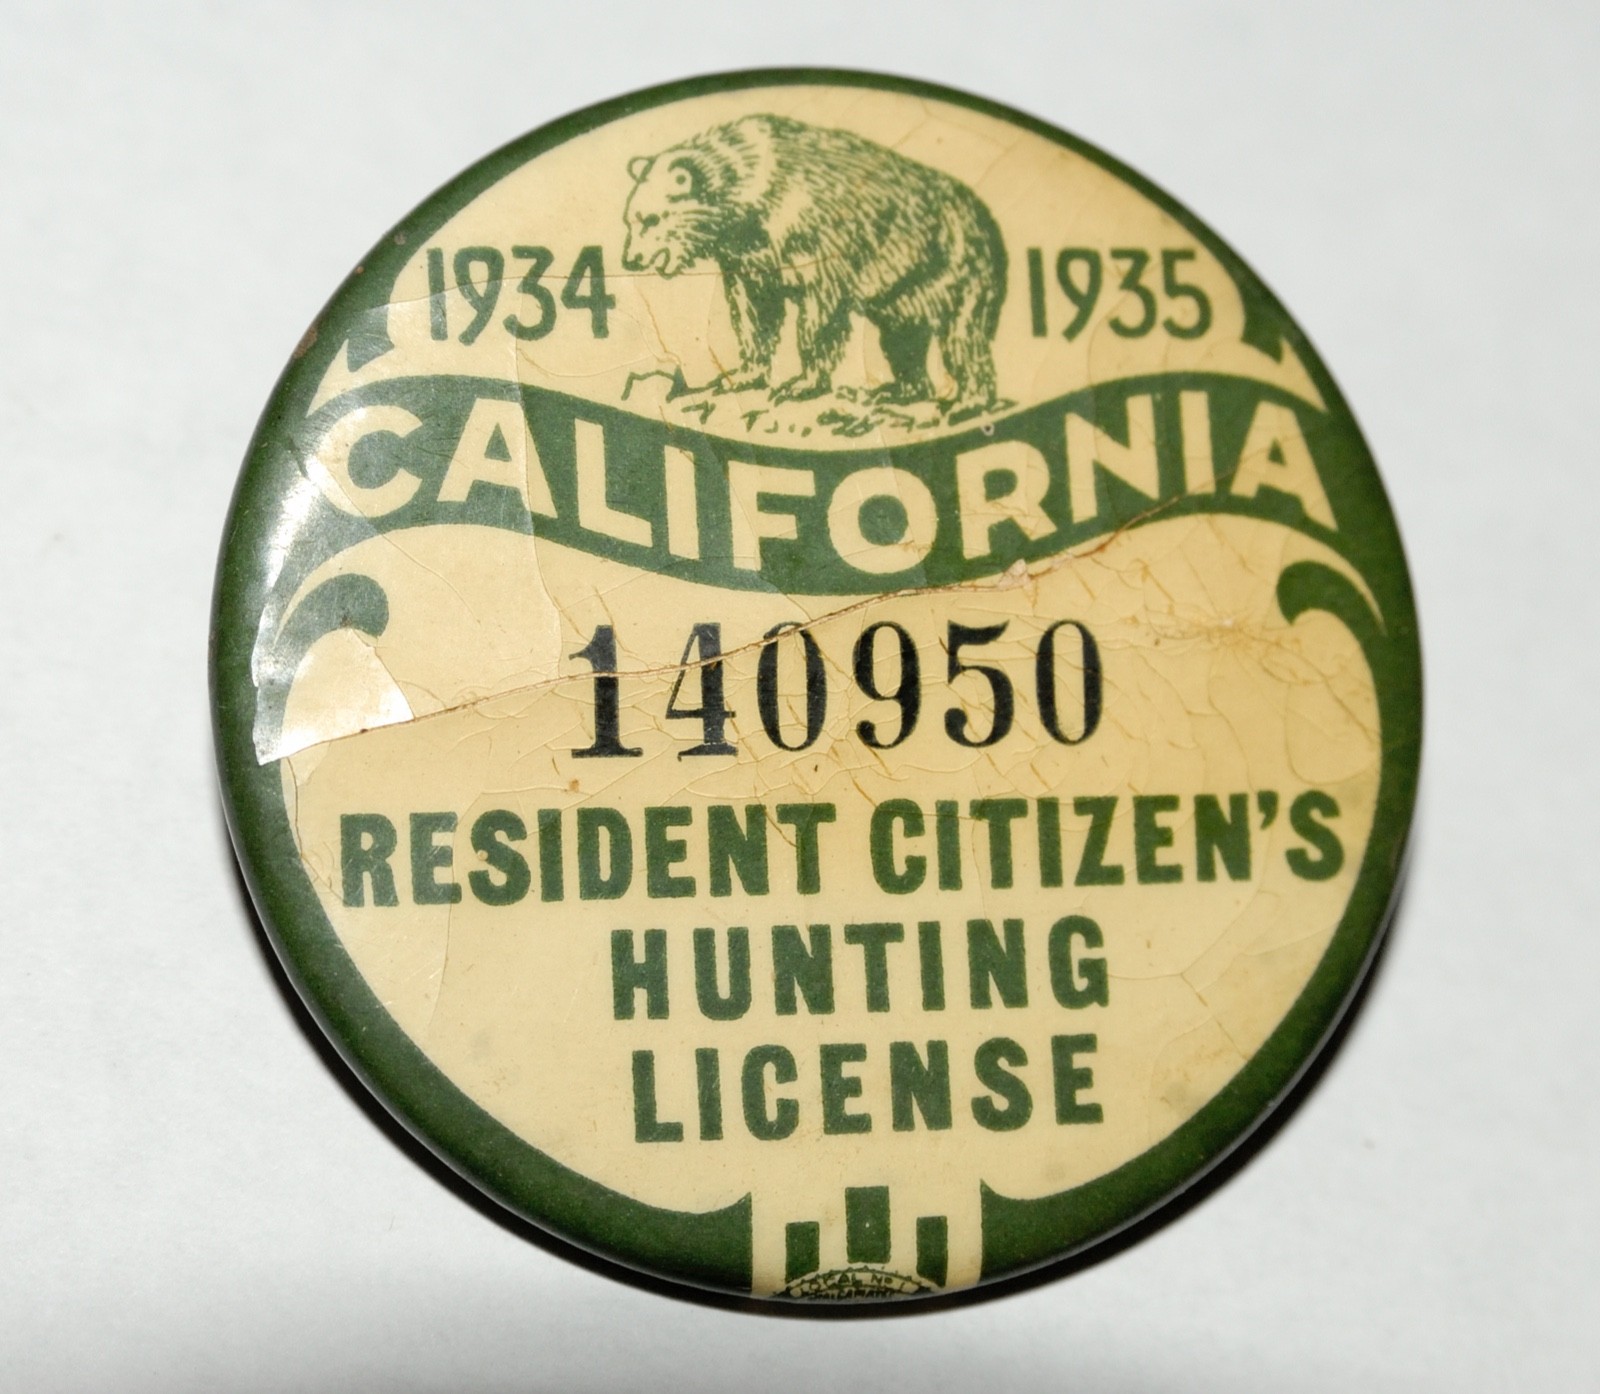 1934 1935
CALIFORNIA
140950
RESIDENT CITIZEN'S
HUNTING
LICENSE